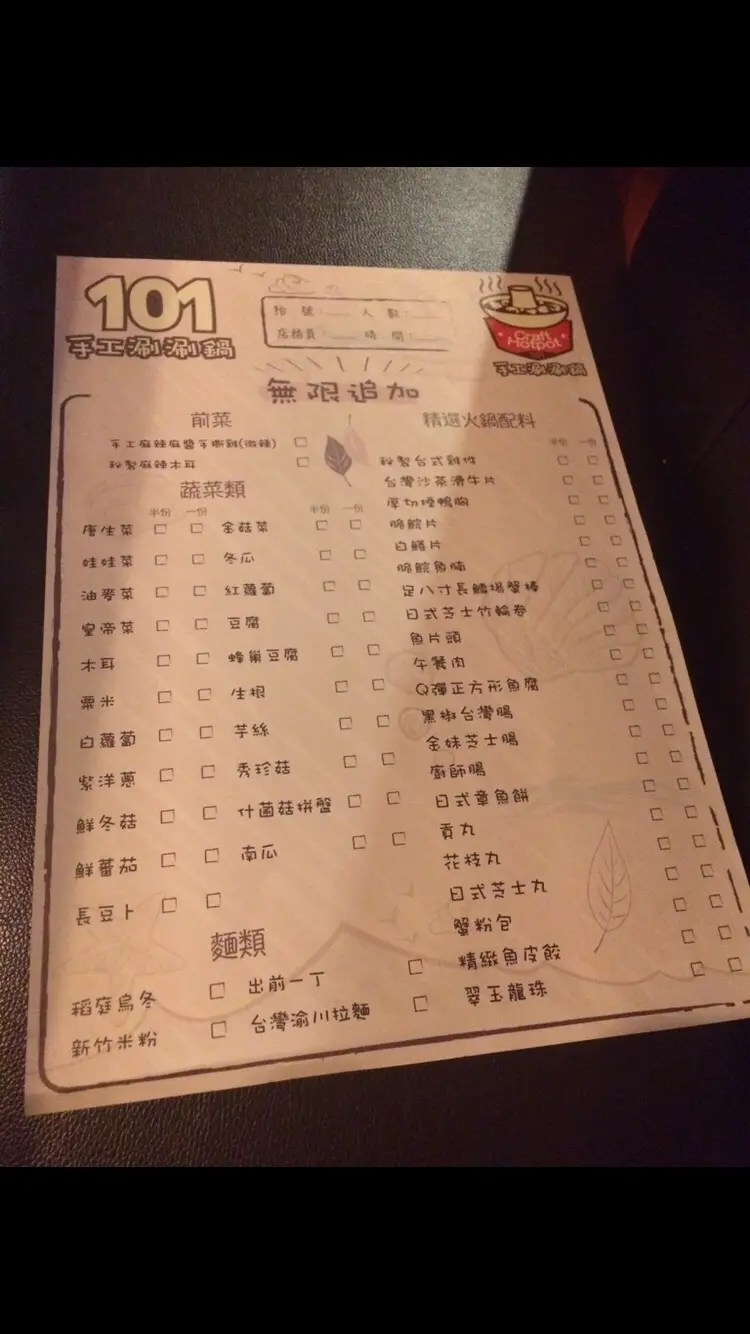 101
手工涮涮鍋
枱 號：___ 人 數：___
店務員：___ 時 間：___
Craft
Hotpot
手工涮涮鍋
無限追加
前菜
手工麻辣麻醬手撕雞(微辣) □
秘製麻辣木耳 □
蔬菜類
半份 一份 半份 一份
唐生菜 □ □ 金菇菜 □ □
娃娃菜 □ □ 冬瓜 □ □
油麥菜 □ □ 紅蘿蔔 □ □
皇帝菜 □ □ 豆腐 □ □
木耳 □ □ 蜂巢豆腐 □ □
粟米 □ □ 生根 □ □
白蘿蔔 □ □ 芋絲 □ □
紫洋蔥 □ □ 秀珍菇 □ □
鮮冬菇 □ □ 什菌菇拼盤 □ □
鮮蕃茄 □ □ 南瓜 □ □
長豆卜 □ □
麵類
稻庭烏冬 □ 出前一丁 □
新竹米粉 □ 台灣渝川拉麵 □
精選火鍋配料
半份 一份
秘製台式雞件 □ □
台灣沙茶滑牛片 □ □
厚切煙鴨胸 □ □
脆鯇片 □ □
白鱔片 □ □
脆鯇魚腩 □ □
足八寸長鱈場蟹棒 □ □
日式芝士竹輪卷 □ □
魚片頭 □ □
午餐肉 □ □
Q彈正方形魚腐 □ □
黑椒台灣腸 □ □
金妹芝士腸 □ □
廚師腸 □ □
日式章魚餅 □ □
貢丸 □ □
花枝丸 □ □
日式芝士丸 □ □
蟹粉包 □ □
精緻魚皮餃 □ □
翠玉龍珠 □ □